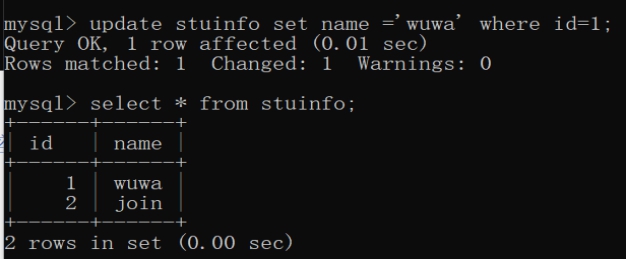 mysql> update stuinfo set name ='wuwa' where id=1;
Query OK, 1 row affected (0.01 sec)
Rows matched: 1  Changed: 1  Warnings: 0
mysql> select * from stuinfo;
+------+------+
| id   | name |
+------+------+
|    1 | wuwa |
|    2 | join |
+------+------+
2 rows in set (0.00 sec)